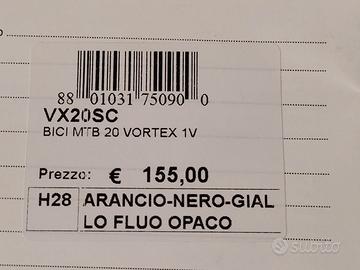 88 01031 75090 0
VX20SC
BICI MTB 20 VORTEX 1V
Prezzo: € 155,00
H28 ARANCIO-NERO-GIAL
LO FLUO OPACO
subito